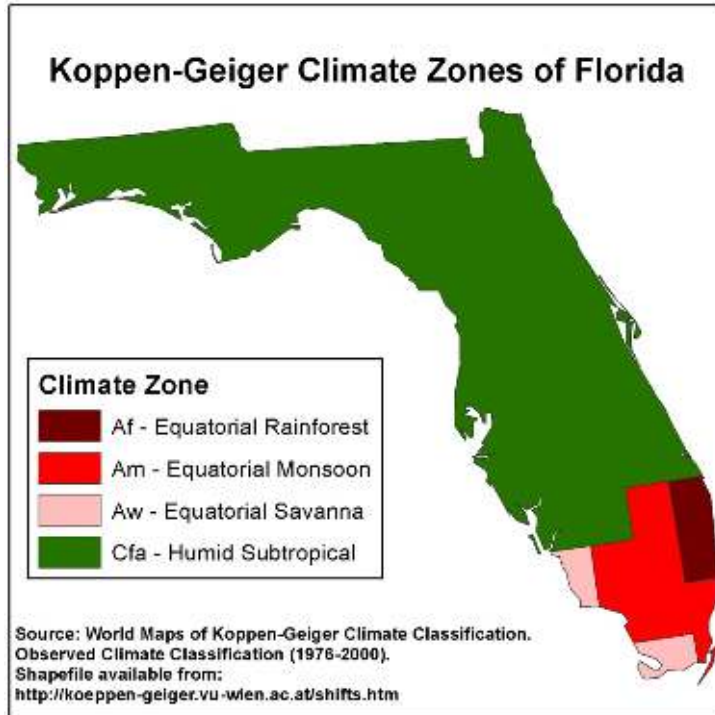 Koppen-Geiger Climate Zones of Florida
Climate Zone
Af - Equatorial Rainforest
Am - Equatorial Monsoon
Aw - Equatorial Savanna
Cfa - Humid Subtropical
Source: World Maps of Koppen-Geiger Climate Classification.
Observed Climate Classification (1976-2000).
Shapefile available from:
http://koeppen-geiger.vu-wien.ac.at/shifts.htm